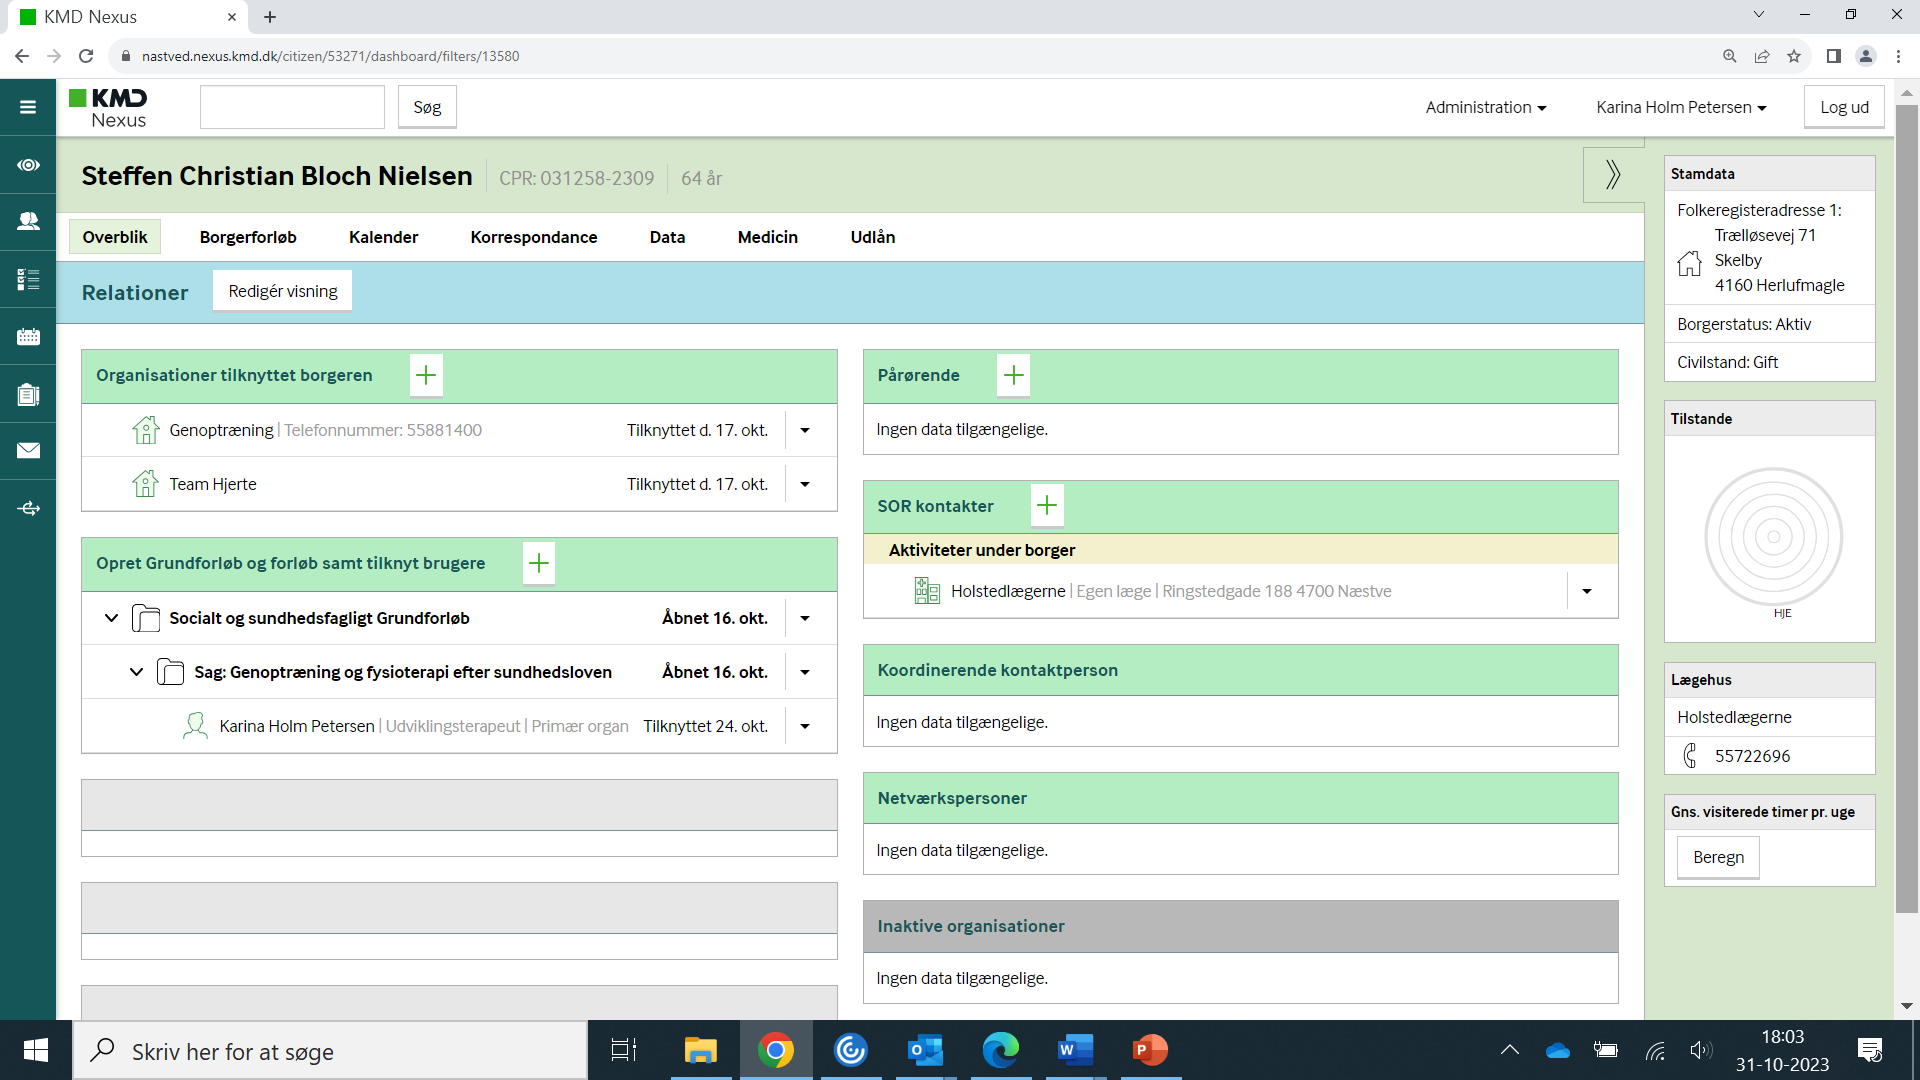 KMD Nexus
nastved.nexus.kmd.dk/citizen/53271/dashboard/filters/13580
KMD
Nexus
Søg
Administration
Karina Holm Petersen
Log ud
Steffen Christian Bloch Nielsen
CPR: 031258-2309
64 år
Overblik
Borgerforløb
Kalender
Korrespondance
Data
Medicin
Udlån
Relationer
Redigér visning
Organisationer tilknyttet borgeren
Genoptræning | Telefonnummer: 55881400
Tilknyttet d. 17. okt.
Team Hjerte
Tilknyttet d. 17. okt.
Opret Grundforløb og forløb samt tilknyt brugere
Socialt og sundhedsfagligt Grundforløb
Åbnet 16. okt.
Sag: Genoptræning og fysioterapi efter sundhedsloven
Åbnet 16. okt.
Karina Holm Petersen | Udviklingsterapeut | Primær organ
Tilknyttet 24. okt.
Pårørende
Ingen data tilgængelige.
SOR kontakter
Aktiviteter under borger
Holstedlægerne | Egen læge | Ringstedgade 188 4700 Næstve
Koordinerende kontaktperson
Ingen data tilgængelige.
Netværkspersoner
Ingen data tilgængelige.
Inaktive organisationer
Ingen data tilgængelige.
Stamdata
Folkeregisteradresse 1:
Trælløsevej 71
Skelby
4160 Herlufmagle
Borgerstatus: Aktiv
Civilstand: Gift
Tilstande
HJE
Lægehus
Holstedlægerne
55722696
Gns. visiterede timer pr. uge
Beregn
Skriv her for at søge
18:03
31-10-2023